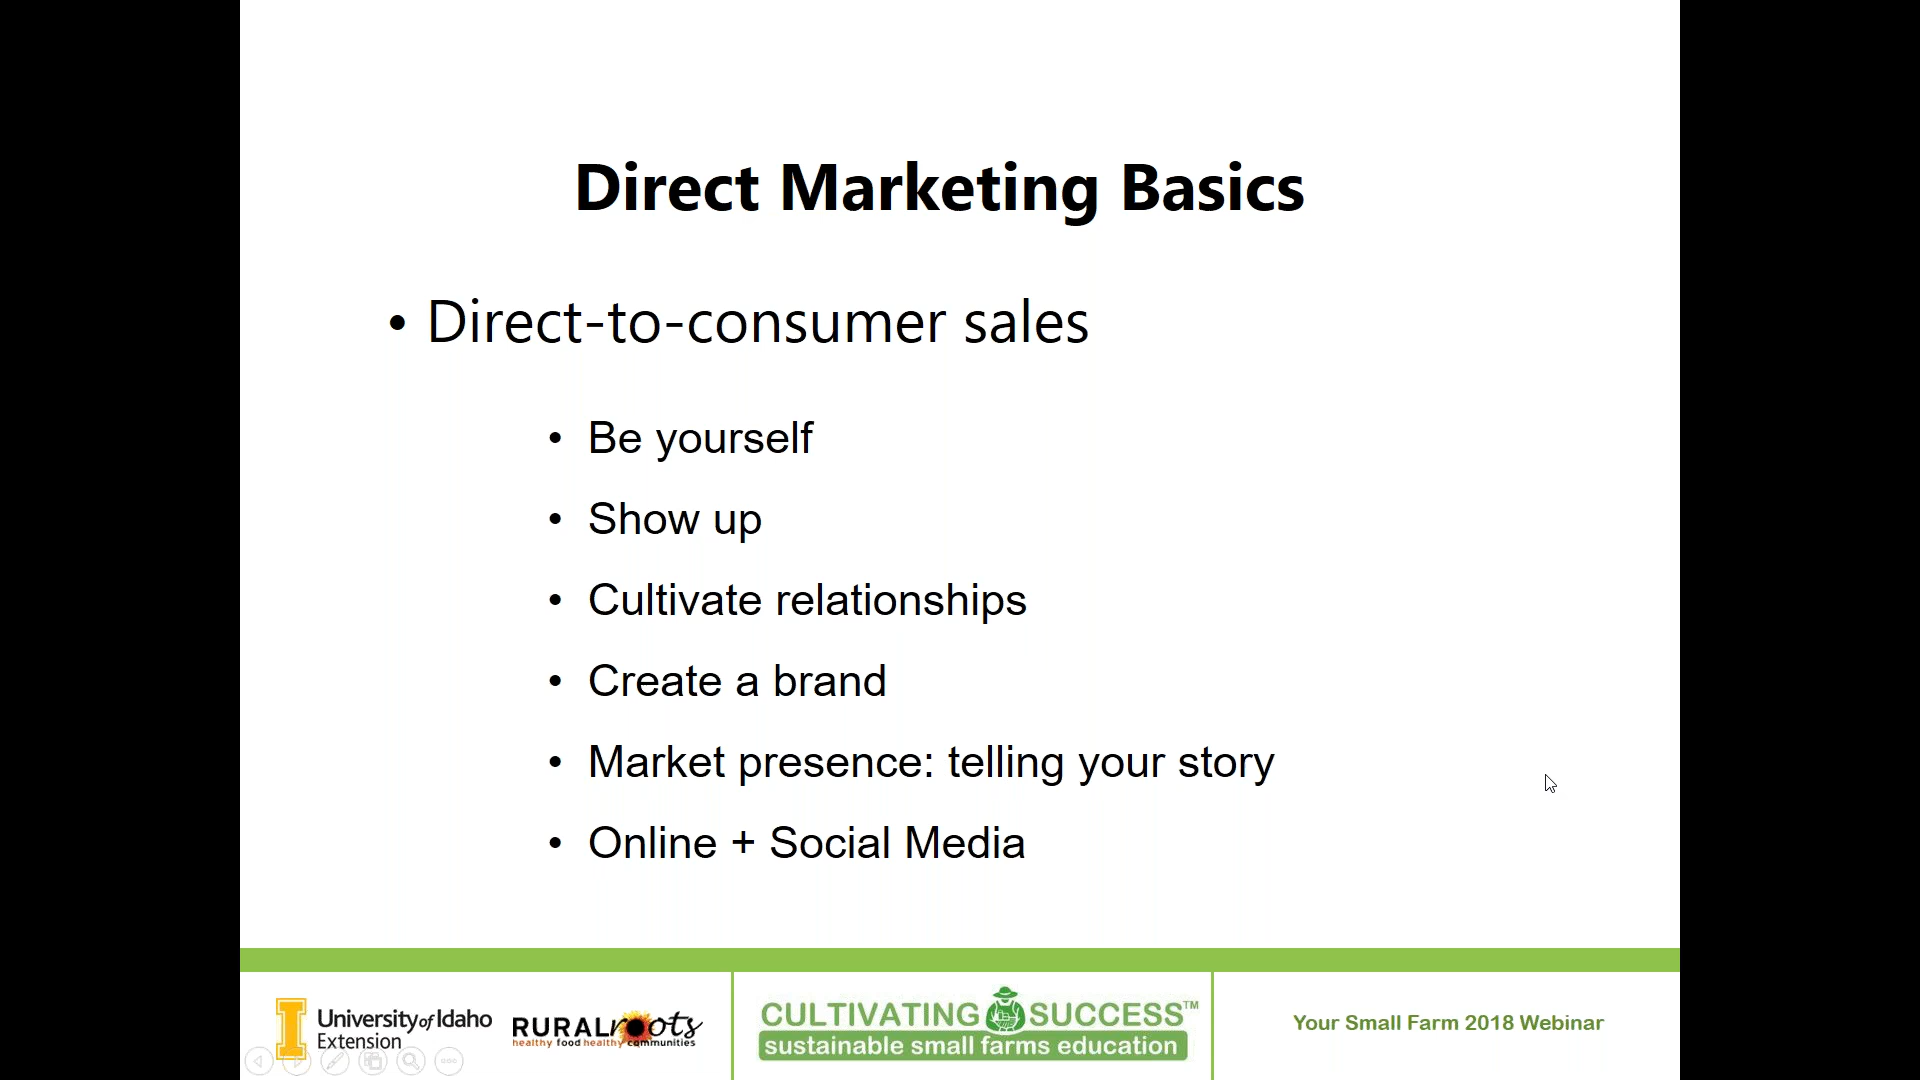 Direct Marketing Basics
• Direct-to-consumer sales
• Be yourself
• Show up
• Cultivate relationships
• Create a brand
• Market presence: telling your story
• Online + Social Media
University of Idaho
Extension
RURAL roots
healthy food healthy communities
CULTIVATING SUCCESS™
sustainable small farms education
Your Small Farm 2018 Webinar